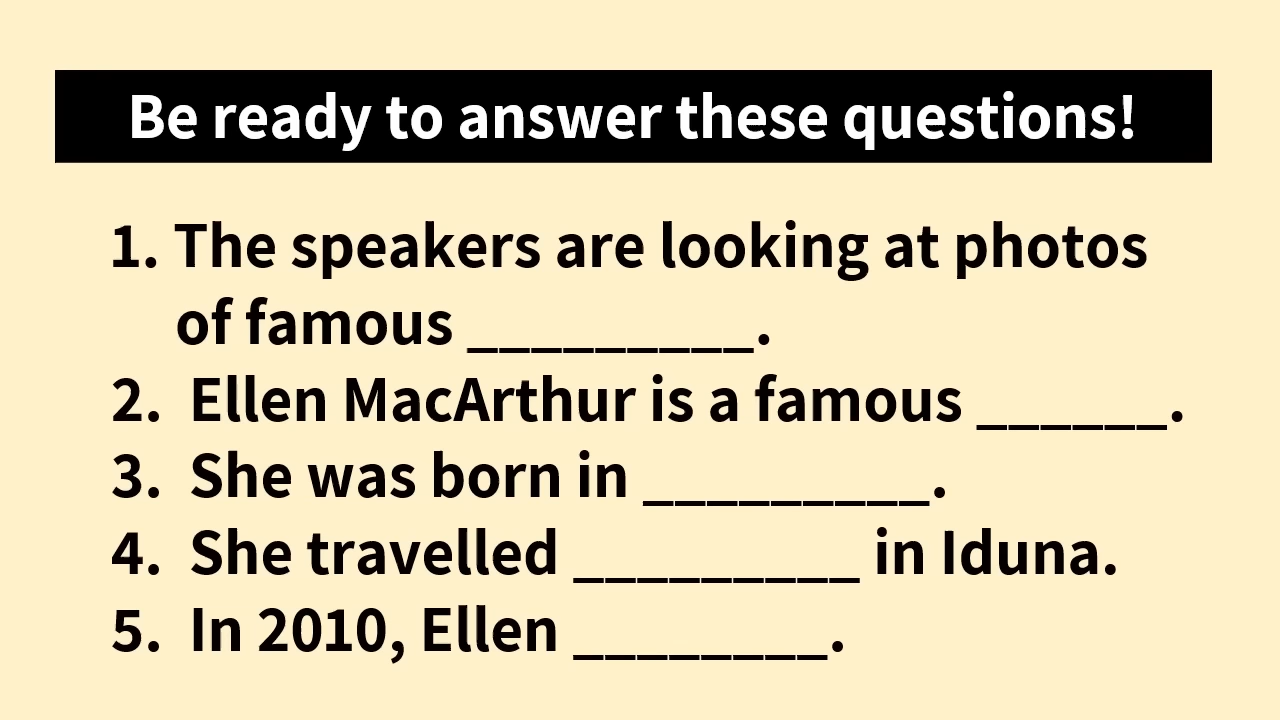 Be ready to answer these questions!
1. The speakers are looking at photos
of famous _________.
2. Ellen MacArthur is a famous ______.
3. She was born in _________.
4. She travelled _________ in Iduna.
5. In 2010, Ellen ________.